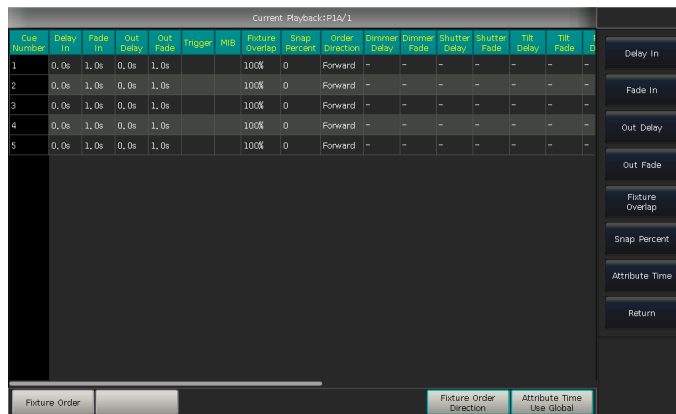 Current Playback:P1A/1
Cue Number Delay In Fade In Out Delay Out Fade Trigger MIB Fixture Overlap Snap Percent Order Direction Dimmer Delay Dimmer Fade Shutter Delay Shutter Fade Tilt Delay Tilt Fade
1 0.0s 1.0s 0.0s 1.0s 100% 0 Forward - - - - - - -
2 0.0s 1.0s 0.0s 1.0s 100% 0 Forward - - - - - - -
3 0.0s 1.0s 0.0s 1.0s 100% 0 Forward - - - - - - -
4 0.0s 1.0s 0.0s 1.0s 100% 0 Forward - - - - - - -
5 0.0s 1.0s 0.0s 1.0s 100% 0 Forward - - - - - - -
Delay In
Fade In
Out Delay
Out Fade
Fixture
Overlap
Snap Percent
Attribute Time
Return
Fixture Order
Fixture Order
Direction
Attribute Time
Use Global